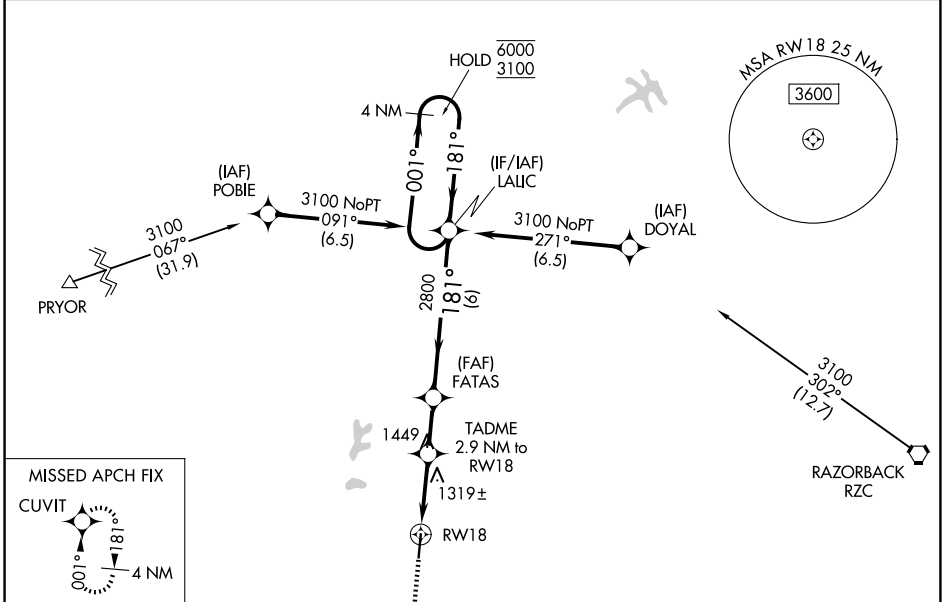 HOLD 6000
3100
4 NM
001°
181°
(IF/IAF)
LALIC
(IAF)
POBIE
3100 NoPT
091°
(6.5)
3100 NoPT
271°
(6.5)
(IAF)
DOYAL
MSA RW18 25 NM
3600
3100
067°
(31.9)
PRYOR
2800
181°
(6)
(FAF)
FATAS
1449
TADME
2.9 NM to
RW18
1319±
RW18
3100
302°
(12.7)
RAZORBACK
RZC
MISSED APCH FIX
CUVIT
001°
181°
4 NM